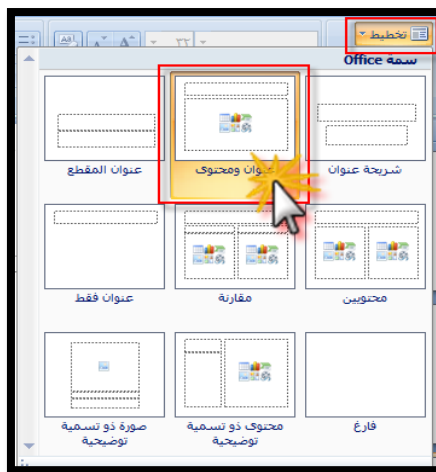 تخطيط
٣٢
سمة Office
شريحة عنوان
عنوان ومحتوى
عنوان المقطع
محتويين
مقارنة
عنوان فقط
فارغ
محتوى ذو تسمية
توضيحية
صورة ذو تسمية
توضيحية